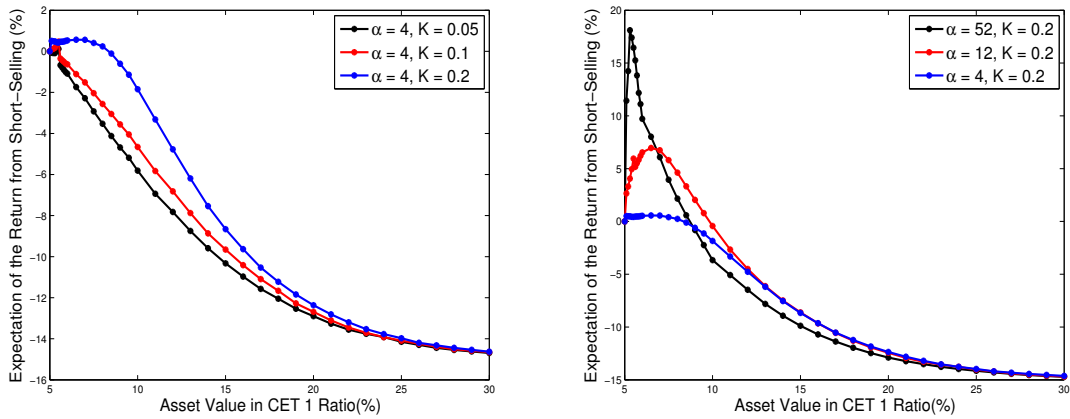 Expectation of the Return from Short−Selling (%)
2
0
−2
−4
−6
−8
−10
−12
−14
−16
5 10 15 20 25 30
Asset Value in CET 1 Ratio(%)
α = 4, K = 0.05
α = 4, K = 0.1
α = 4, K = 0.2
Expectation of the Return from Short−Selling (%)
20
15
10
5
0
−5
−10
−15
5 10 15 20 25 30
Asset Value in CET 1 Ratio(%)
α = 52, K = 0.2
α = 12, K = 0.2
α = 4, K = 0.2